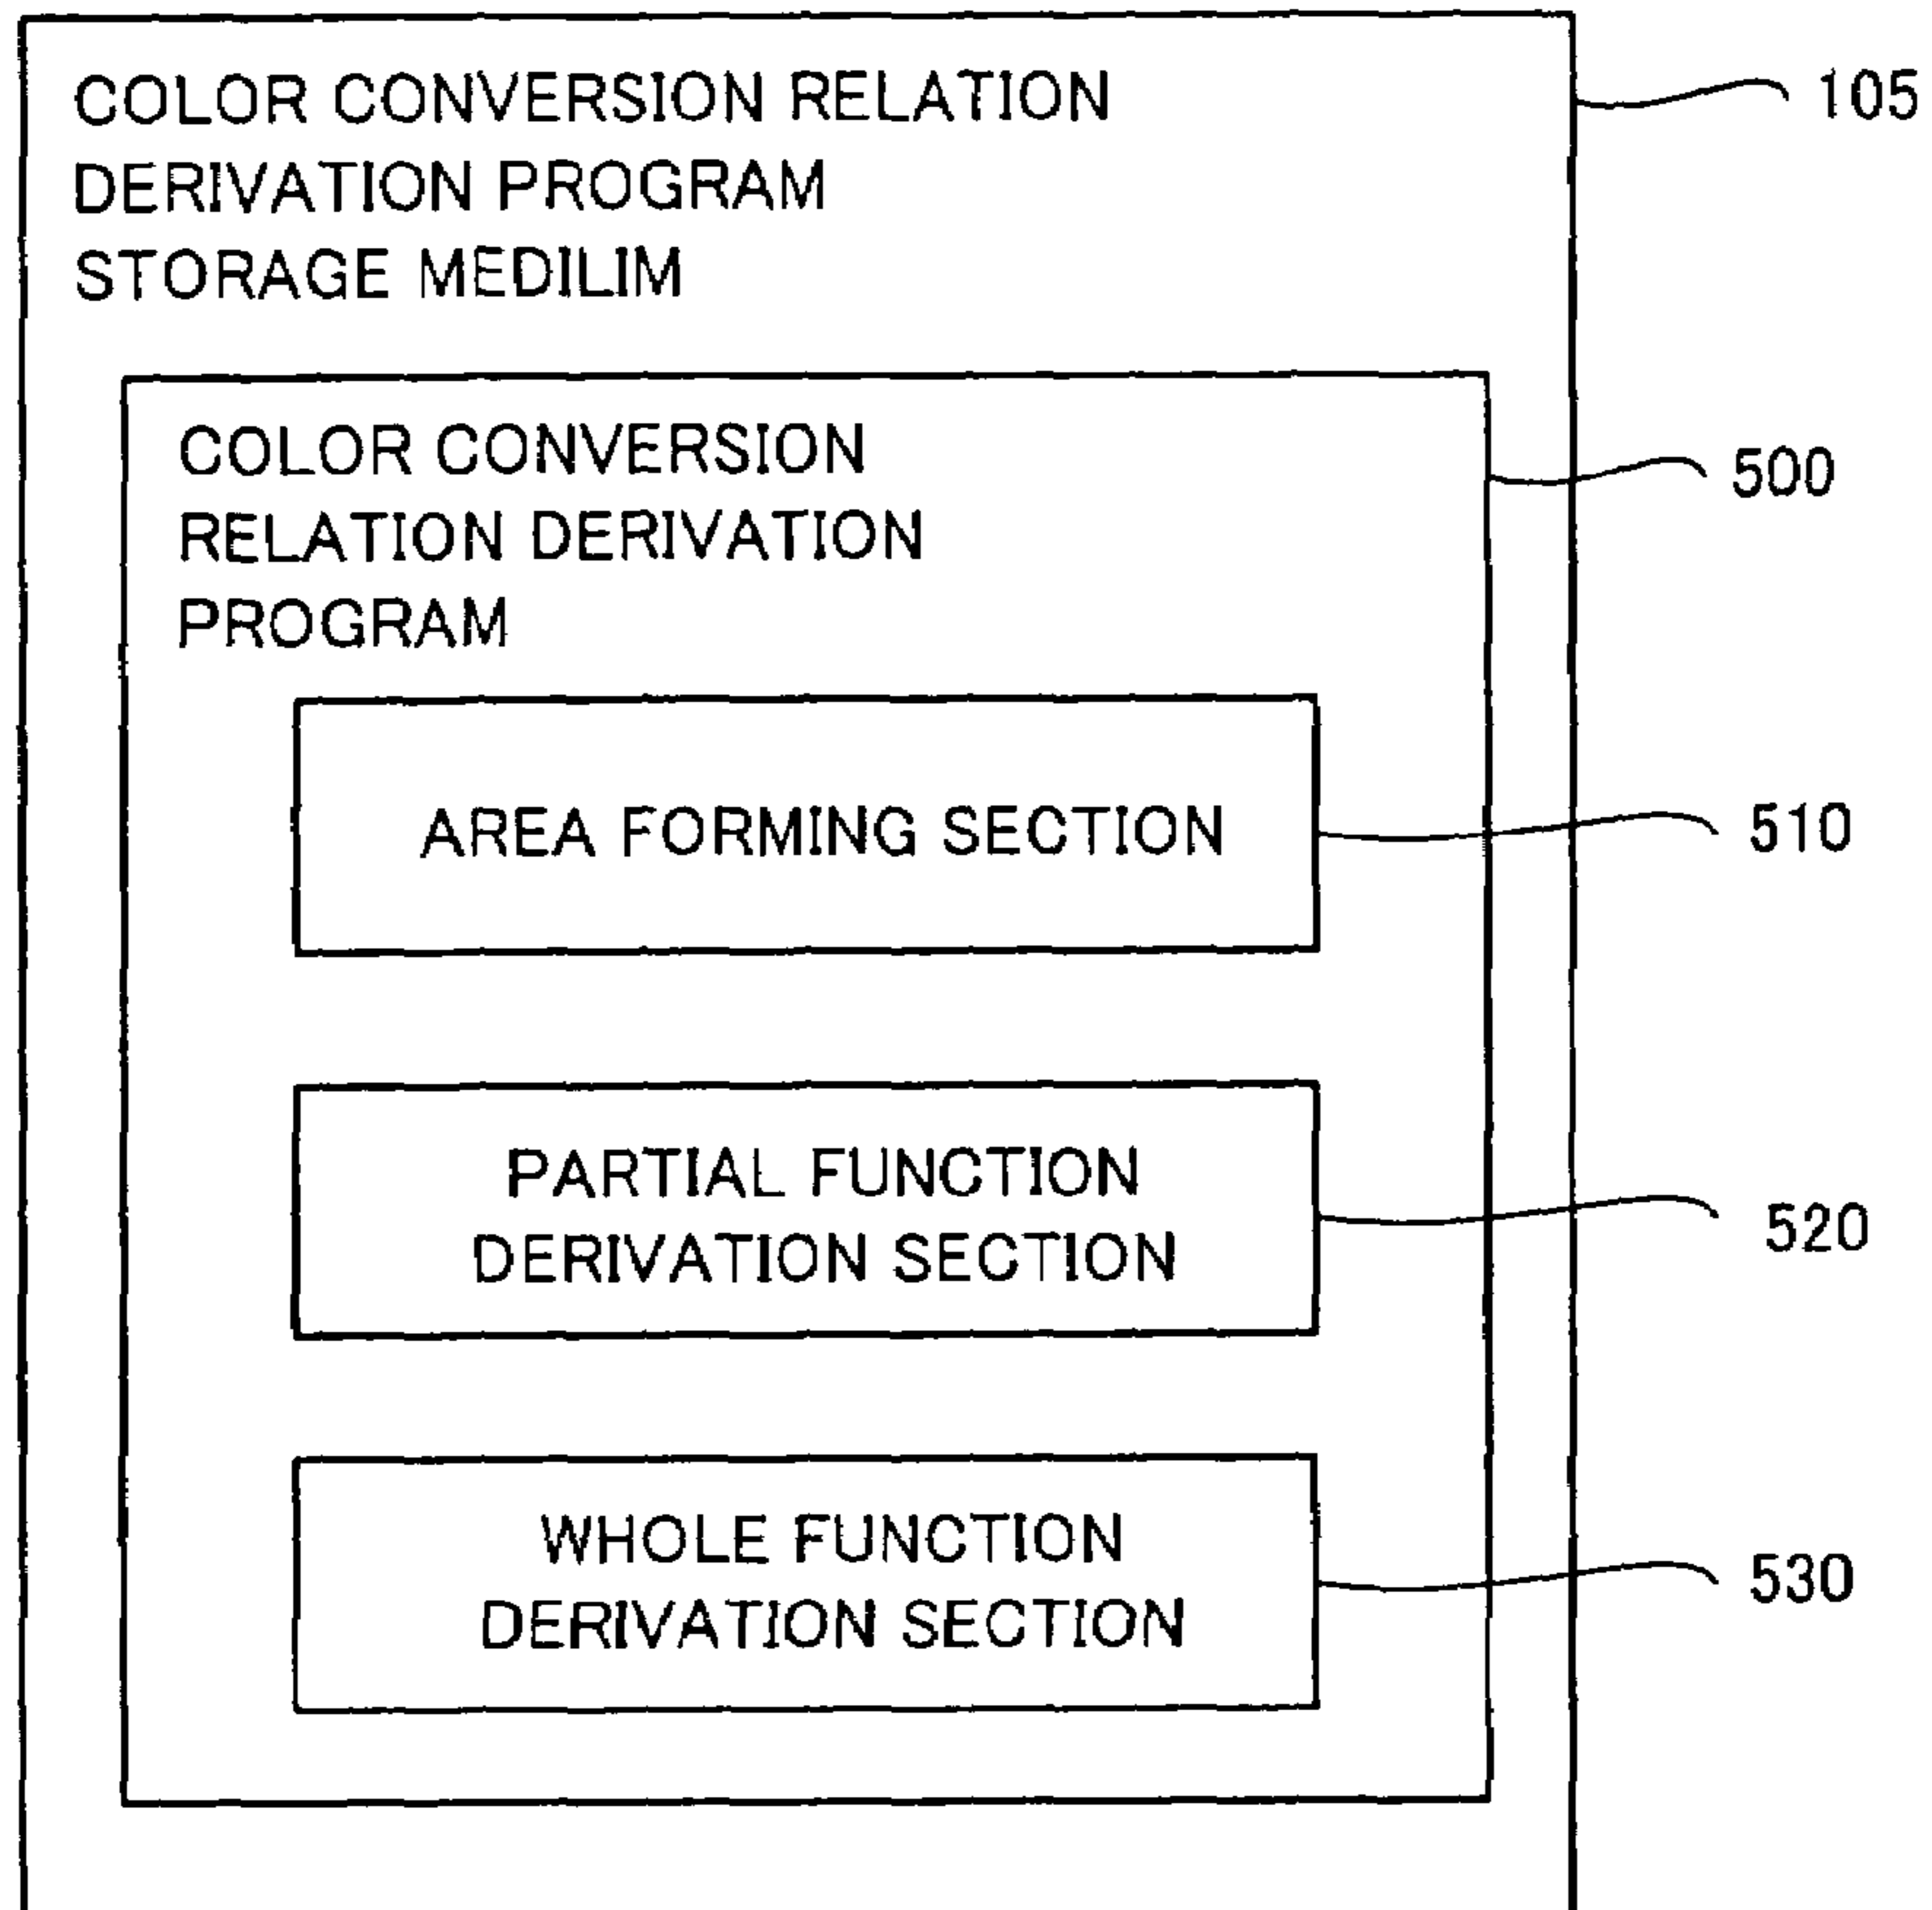 COLOR CONVERSION RELATION
DERIVATION PROGRAM
STORAGE MEDILIM
105
COLOR CONVERSION
RELATION DERIVATION
PROGRAM
500
AREA FORMING SECTION
510
PARTIAL FUNCTION
DERIVATION SECTION
520
WHOLE FUNCTION
DERIVATION SECTION
530